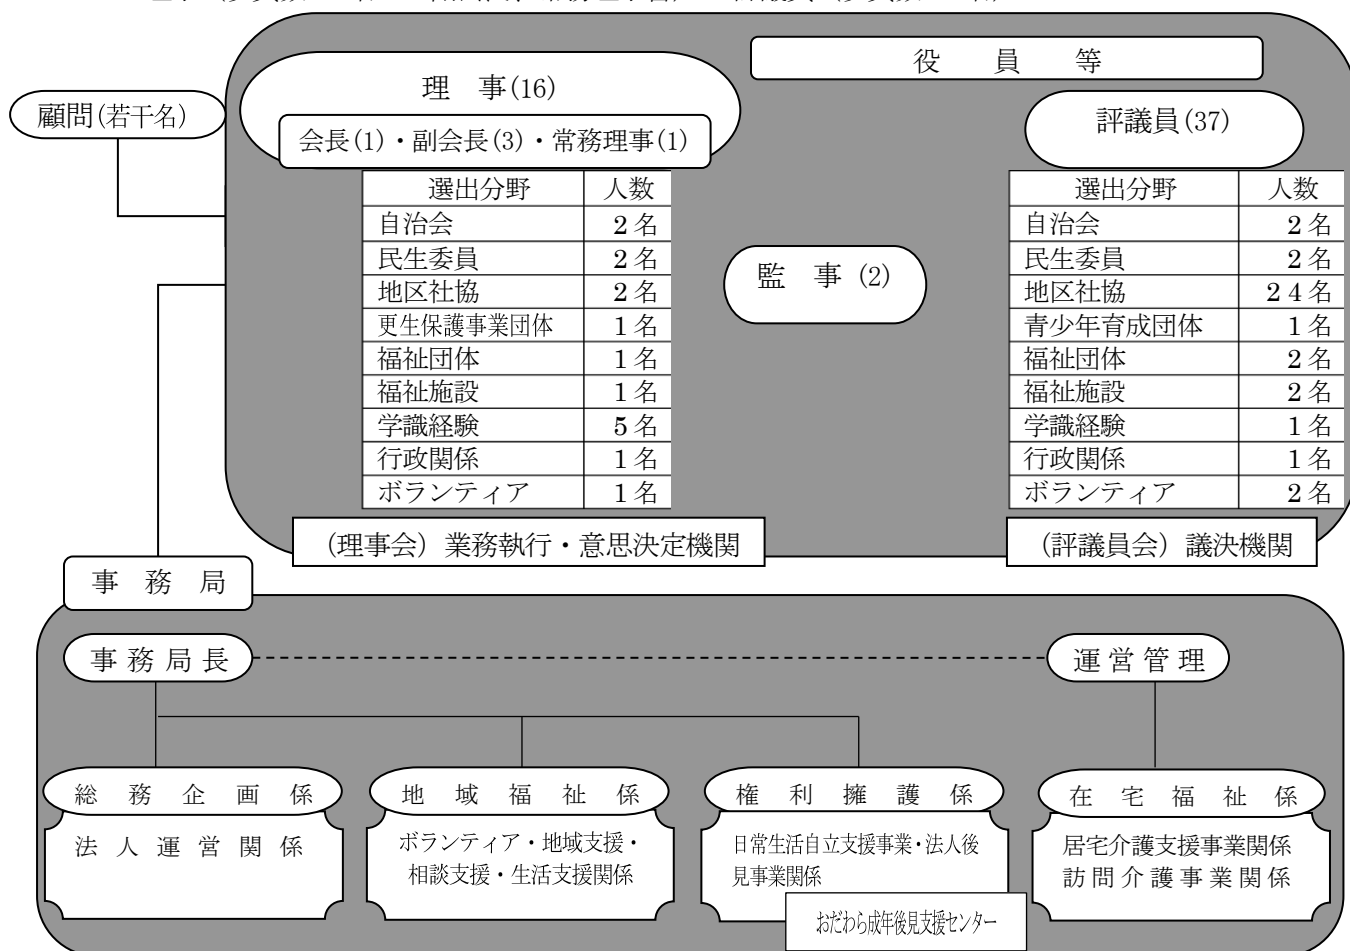 役員等
理事(16)
顧問(若干名)
会長(1)・副会長(3)・常務理事(1)
評議員(37)
選出分野 人数
自治会 2名
民生委員 2名
地区社協 2名
更生保護事業団体 1名
福祉団体 1名
福祉施設 1名
学識経験 5名
行政関係 1名
ボランティア 1名
監事(2)
選出分野 人数
自治会 2名
民生委員 2名
地区社協 24名
青少年育成団体 1名
福祉団体 2名
福祉施設 2名
学識経験 1名
行政関係 1名
ボランティア 2名
(理事会)業務執行・意思決定機関
(評議員会)議決機関
事務局
事務局長
運営管理
総務企画係
法人運営関係
地域福祉係
ボランティア・地域支援・
相談支援・生活支援関係
権利擁護係
日常生活自立支援事業・法人後
見事業関係
おだわら成年後見支援センター
在宅福祉係
居宅介護支援事業関係
訪問介護事業関係